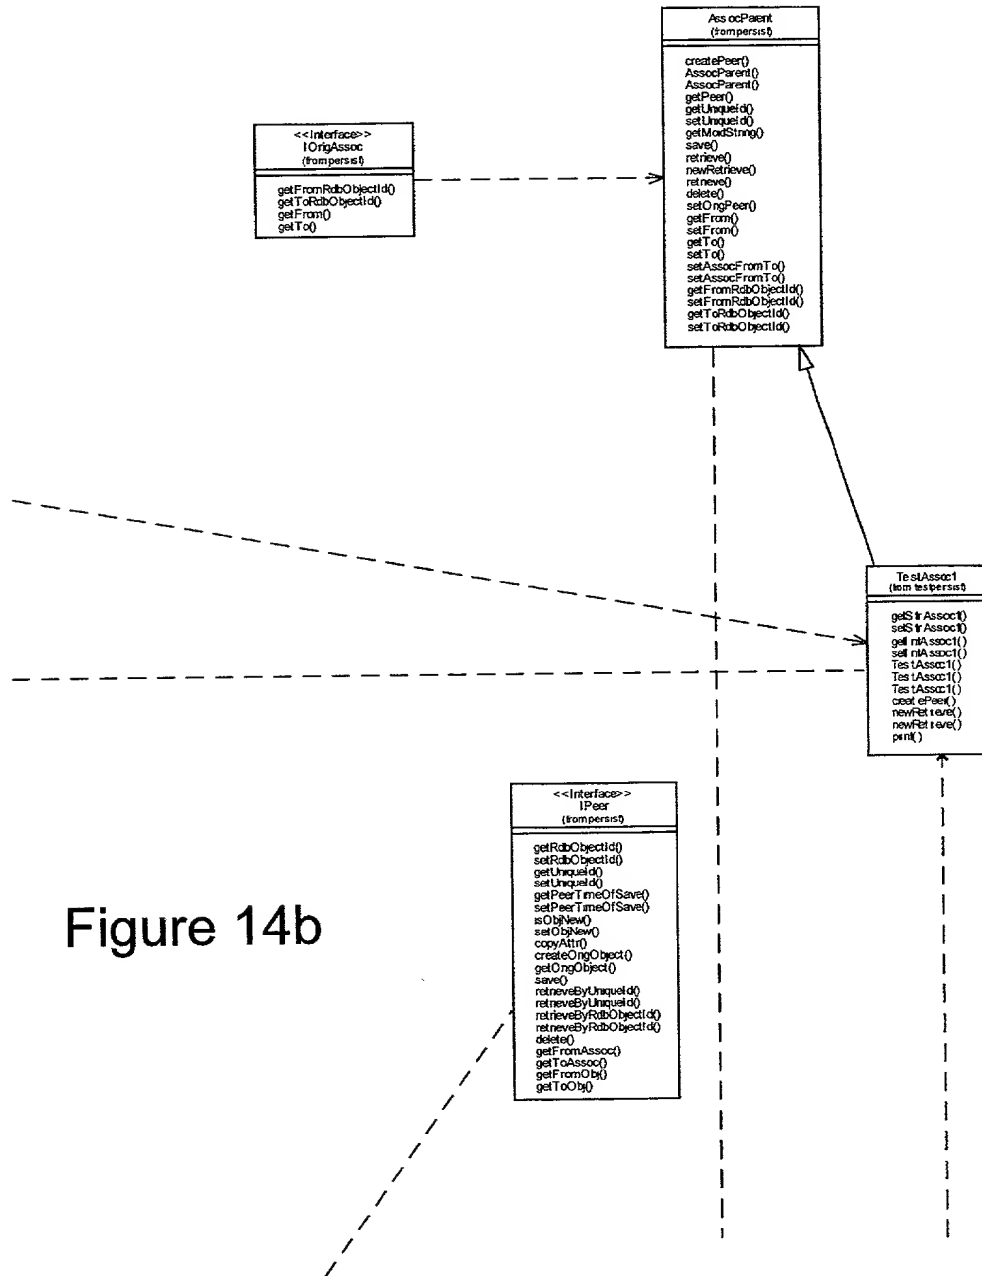 AssocParent
(from persist)
createPeer()
AssocParent()
AssocParent()
getPeer()
getUniqueId()
setUniqueId()
getModString()
save()
retrieve()
newRetrieve()
retrieve()
delete()
setOrigPeer()
getFrom()
setFrom()
getTo()
setTo()
setAssocFromTo()
setAssocFromTo()
getFromRdbObjectId()
setFromRdbObjectId()
getToRdbObjectId()
setToRdbObjectId()
<<Interface>>
IOrigAssoc
(from persist)
getFromRdbObjectId()
getToRdbObjectId()
getFrom()
getTo()
TestAssoc1
(from testpersist)
getStrAssoc1()
setStrAssoc1()
getIntAssoc1()
setIntAssoc1()
TestAssoc1()
TestAssoc1()
TestAssoc1()
createPeer()
newRetrieve()
newRetrieve()
print()
<<Interface>>
IPeer
(from persist)
getRdbObjectId()
setRdbObjectId()
getUniqueId()
setUniqueId()
getPeerTimeOfSave()
setPeerTimeOfSave()
isObjNew()
setObjNew()
copyAttr()
createOrigObject()
getOrigObject()
save()
retrieveByUniqueId()
retrieveByUniqueId()
retrieveByRdbObjectId()
retrieveByRdbObjectId()
delete()
getFromAssoc()
getToAssoc()
getFromObj()
getToObj()
Figure 14b